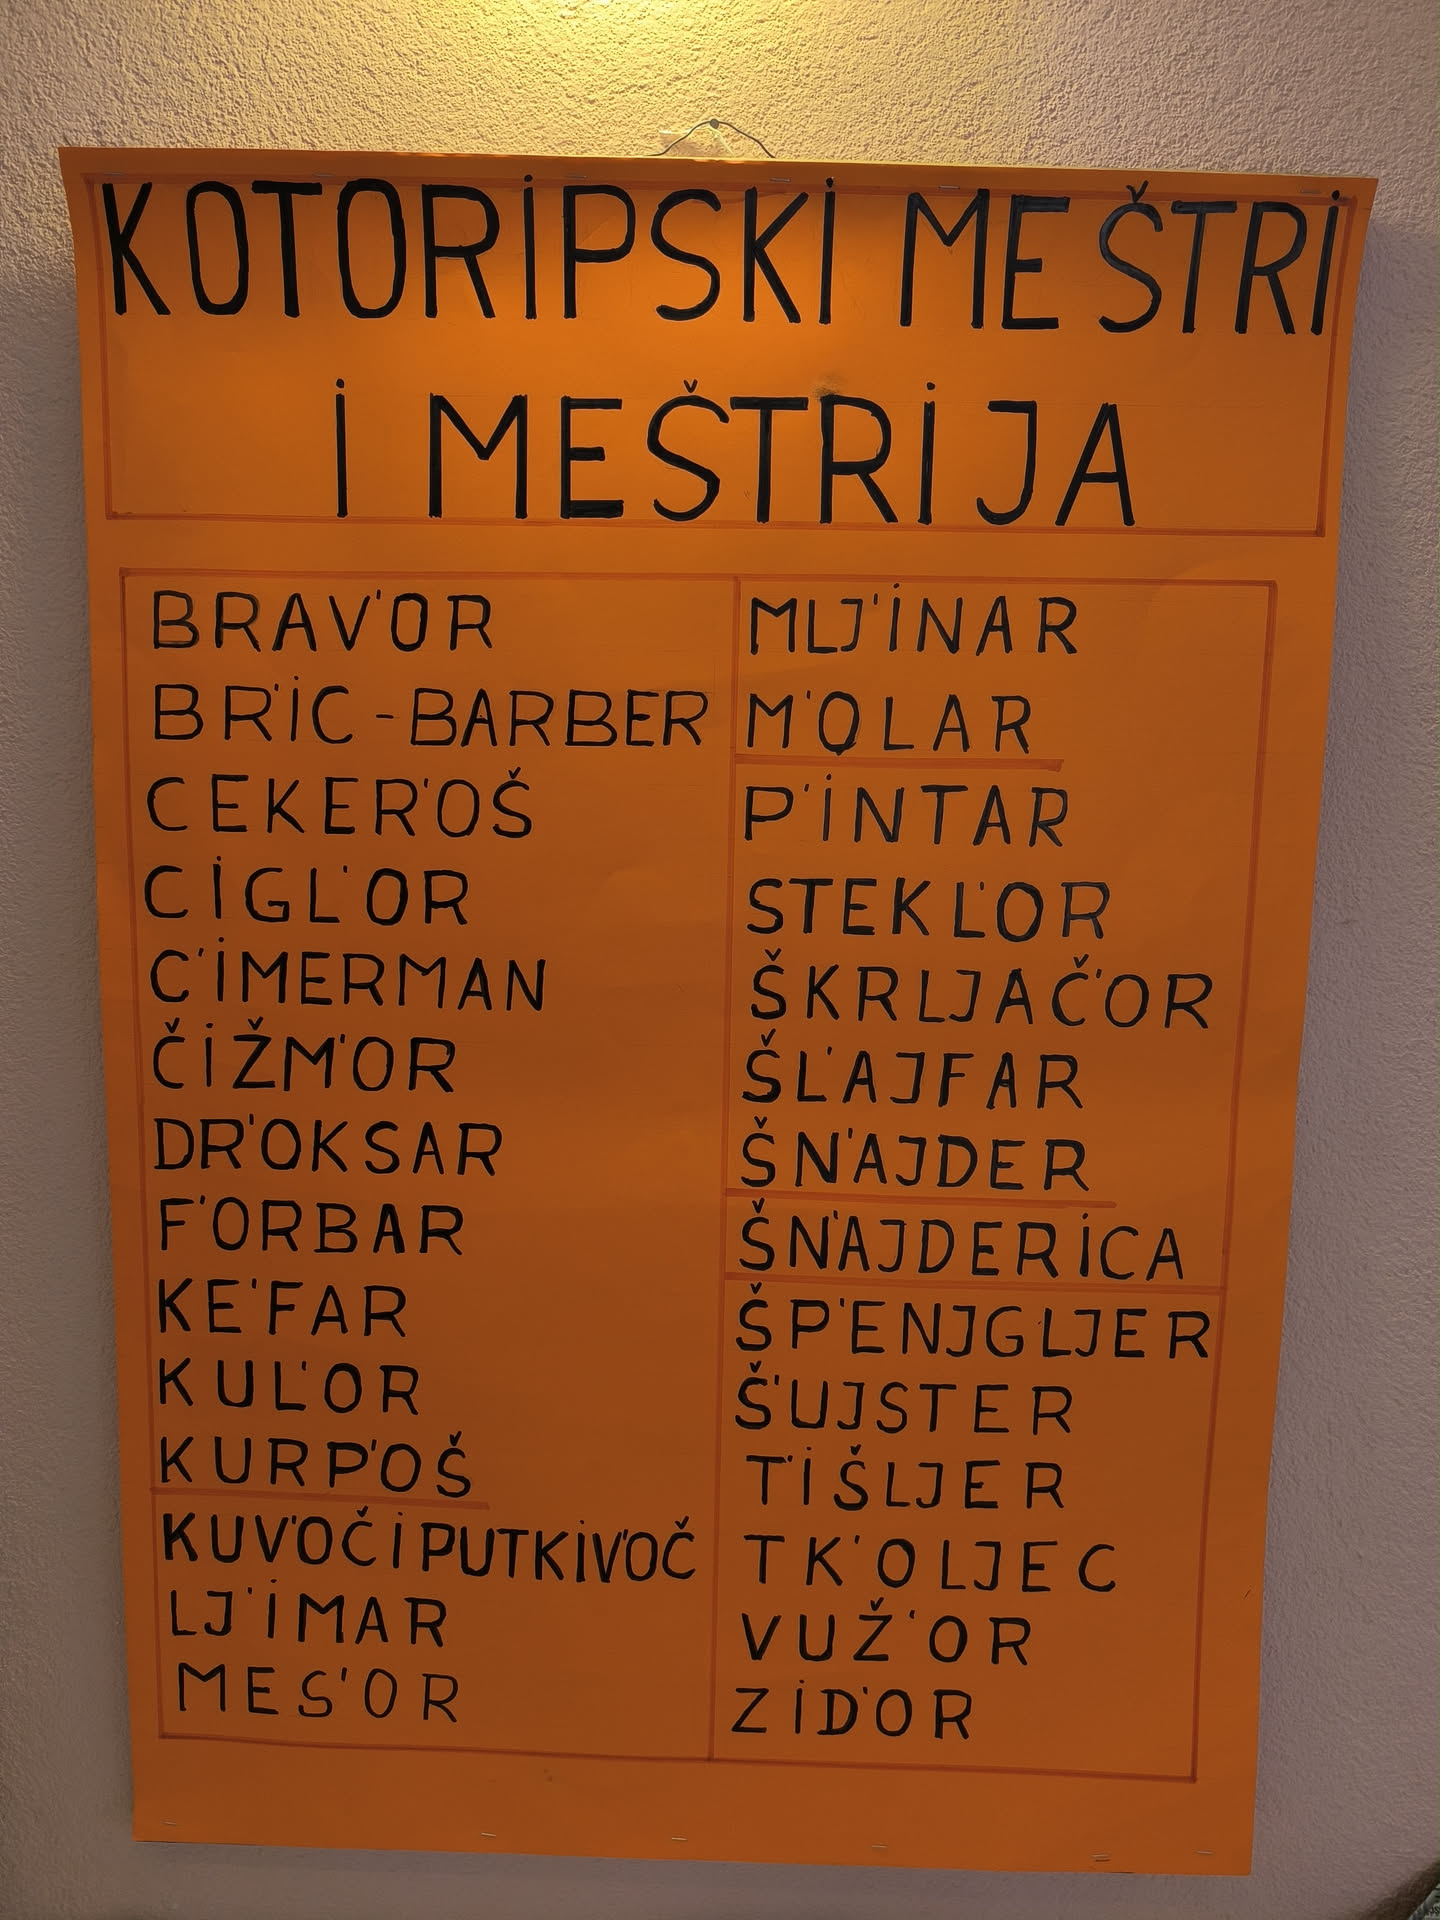 KOTORIPSKI MEŠTRI
I MEŠTRIJA
BRAV'OR
BR'IC - BARBER
CEKER'OŠ
CIGL'OR
C'IMERMAN
ČIŽM'OR
DR'OKSAR
F'ORBAR
KE'FAR
KUL'OR
KURP'OŠ
KUV'OČ I PUTKIV'OČ
LJ'IMAR
MES'OR
MLJ'INAR
M'OLAR
P'INTAR
STEKL'OR
ŠKRLJAČ'OR
ŠL'AJFAR
ŠN'AJDER
ŠN'AJDERICA
ŠP'ENJGLJER
Š'UJSTER
T'IŠLJER
TK'OLJEC
VUŽ'OR
ZID'OR